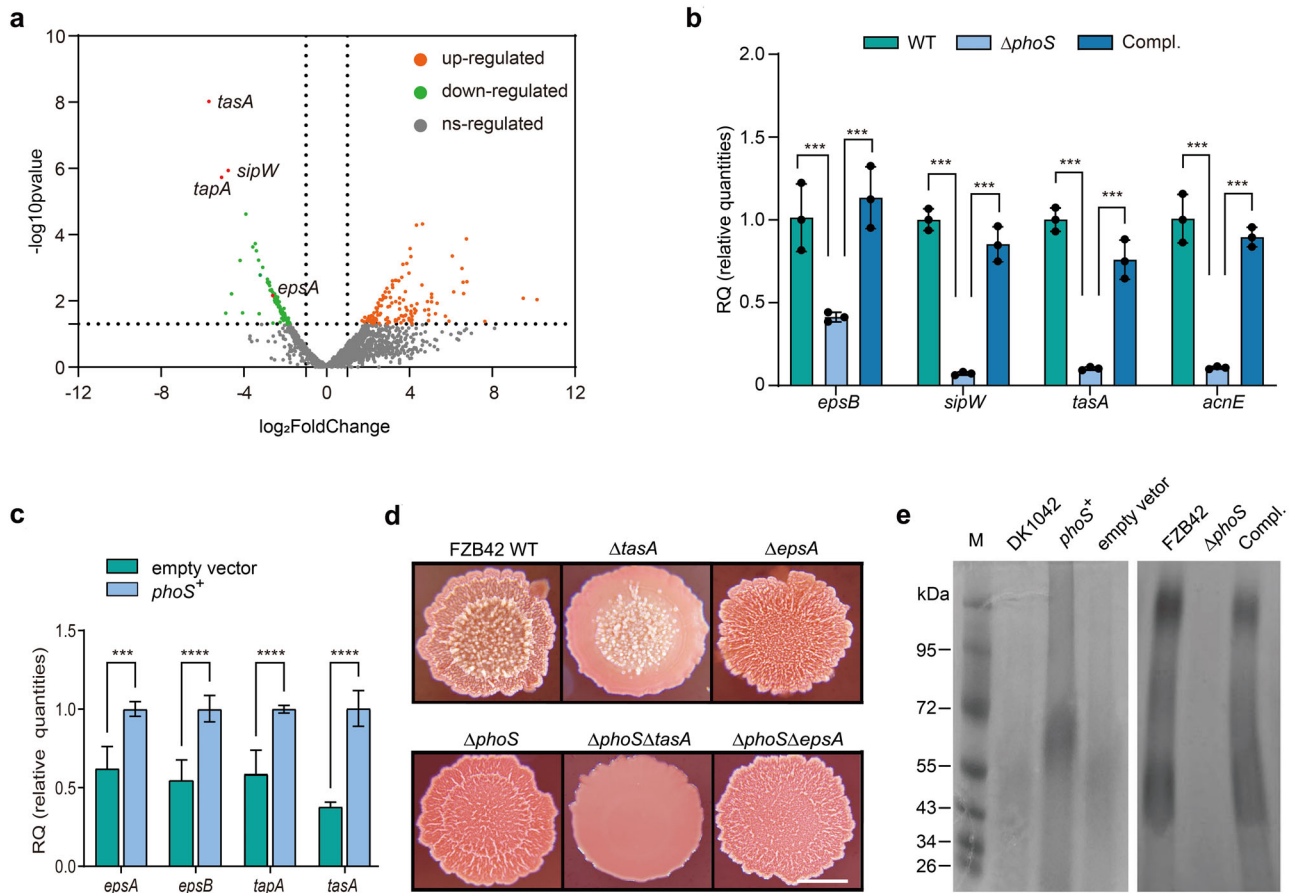 a
10
8
6
4
2
0
-log10pvalue
-12
-8
-4
0
4
8
12
log₂FoldChange
up-regulated
down-regulated
ns-regulated
tasA
sipW
tapA
epsA
b
WT
ΔphoS
Compl.
2.0
1.5
1.0
0.5
0
RQ (relative quantities)
*** ***
*** ***
*** ***
*** ***
epsB
sipW
tasA
acnE
c
empty vector
phoS⁺
1.5
1.0
0.5
0.0
RQ (relative quantities)
***
****
****
****
epsA
epsB
tapA
tasA
d
FZB42 WT
ΔtasA
ΔepsA
ΔphoS
ΔphoSΔtasA
ΔphoSΔepsA
e
M
DK1042
phoS⁺
empty vetor
FZB42
ΔphoS
Compl.
kDa
95
72
55
43
34
26